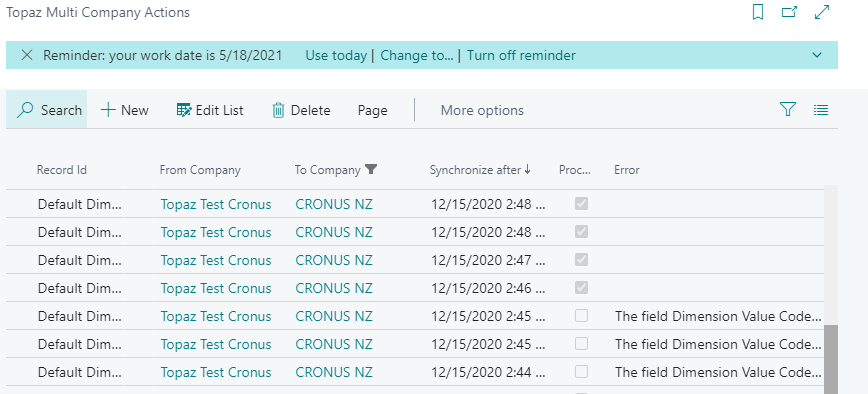 Topaz Multi Company Actions
Reminder: your work date is 5/18/2021 Use today | Change to... | Turn off reminder
Search New Edit List Delete Page More options
Record Id From Company To Company Synchronize after↓ Proc... Error
Default Dim... Topaz Test Cronus CRONUS NZ 12/15/2020 2:48 ...
Default Dim... Topaz Test Cronus CRONUS NZ 12/15/2020 2:48 ...
Default Dim... Topaz Test Cronus CRONUS NZ 12/15/2020 2:47 ...
Default Dim... Topaz Test Cronus CRONUS NZ 12/15/2020 2:46 ...
Default Dim... Topaz Test Cronus CRONUS NZ 12/15/2020 2:45 ... The field Dimension Value Code...
Default Dim... Topaz Test Cronus CRONUS NZ 12/15/2020 2:45 ... The field Dimension Value Code...
Default Dim... Topaz Test Cronus CRONUS NZ 12/15/2020 2:44 ... The field Dimension Value Code...